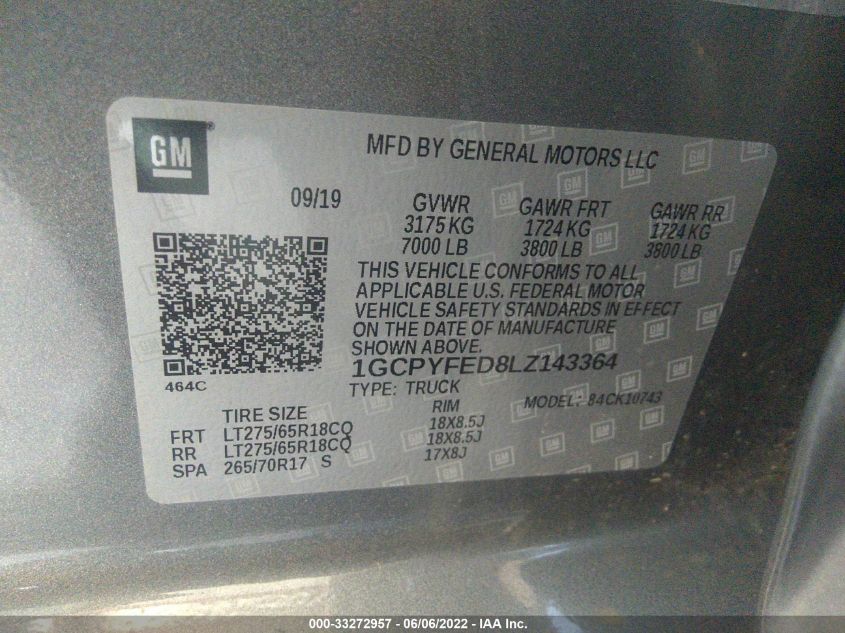 GM ®
MFD BY GENERAL MOTORS LLC
09/19 GVWR GAWR FRT GAWR RR
3175 KG 1724 KG 1724 KG
7000 LB 3800 LB 3800 LB
THIS VEHICLE CONFORMS TO ALL
APPLICABLE U.S. FEDERAL MOTOR
VEHICLE SAFETY STANDARDS IN EFFECT
ON THE DATE OF MANUFACTURE
SHOWN ABOVE.
1GCPYFED8LZ143364
464C
TYPE: TRUCK MODEL: 84CK10743
TIRE SIZE RIM
FRT LT275/65R18CQ 18X8.5J
RR LT275/65R18CQ 18X8.5J
SPA 265/70R17 S 17X8J
000-33272957 - 06/06/2022 - IAA Inc.